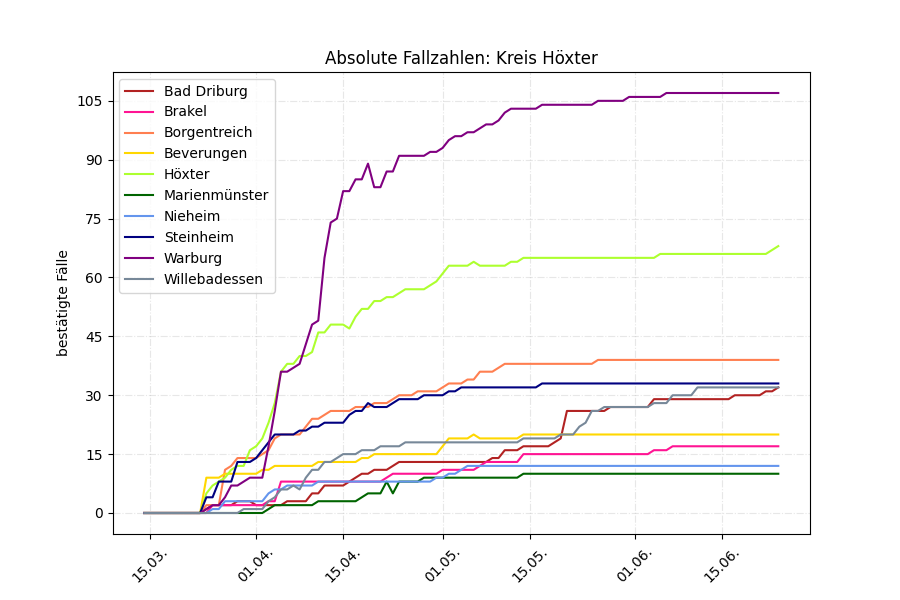 Absolute Fallzahlen: Kreis Höxter
bestätigte Fälle
105
90
75
60
45
30
15
0
Bad Driburg
Brakel
Borgentreich
Beverungen
Höxter
Marienmünster
Nieheim
Steinheim
Warburg
Willebadessen
15.03.
01.04.
15.04.
01.05.
15.05.
01.06.
15.06.